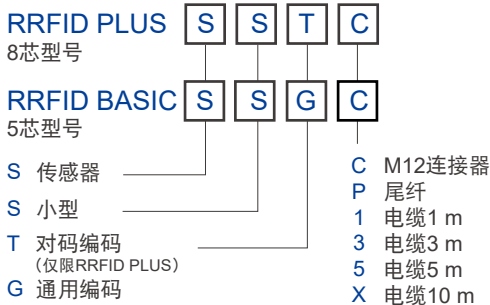 RRFID PLUS S S T C
8芯型号
RRFID BASIC S S G C
5芯型号
S 传感器
S 小型
T 对码编码
（仅限RRFID PLUS）
G 通用编码
C M12连接器
P 尾纤
1 电缆1 m
3 电缆3 m
5 电缆5 m
X 电缆10 m